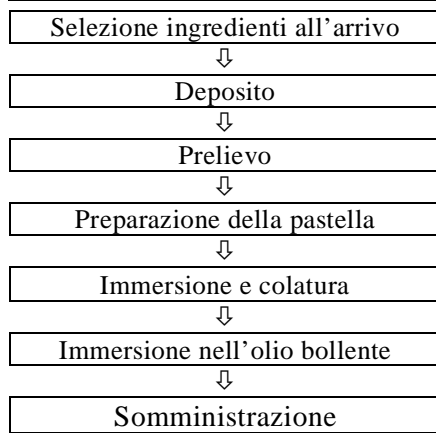 Selezione ingredienti all'arrivo
⇩
Deposito
⇩
Prelievo
⇩
Preparazione della pastella
⇩
Immersione e colatura
⇩
Immersione nell'olio bollente
⇩
Somministrazione